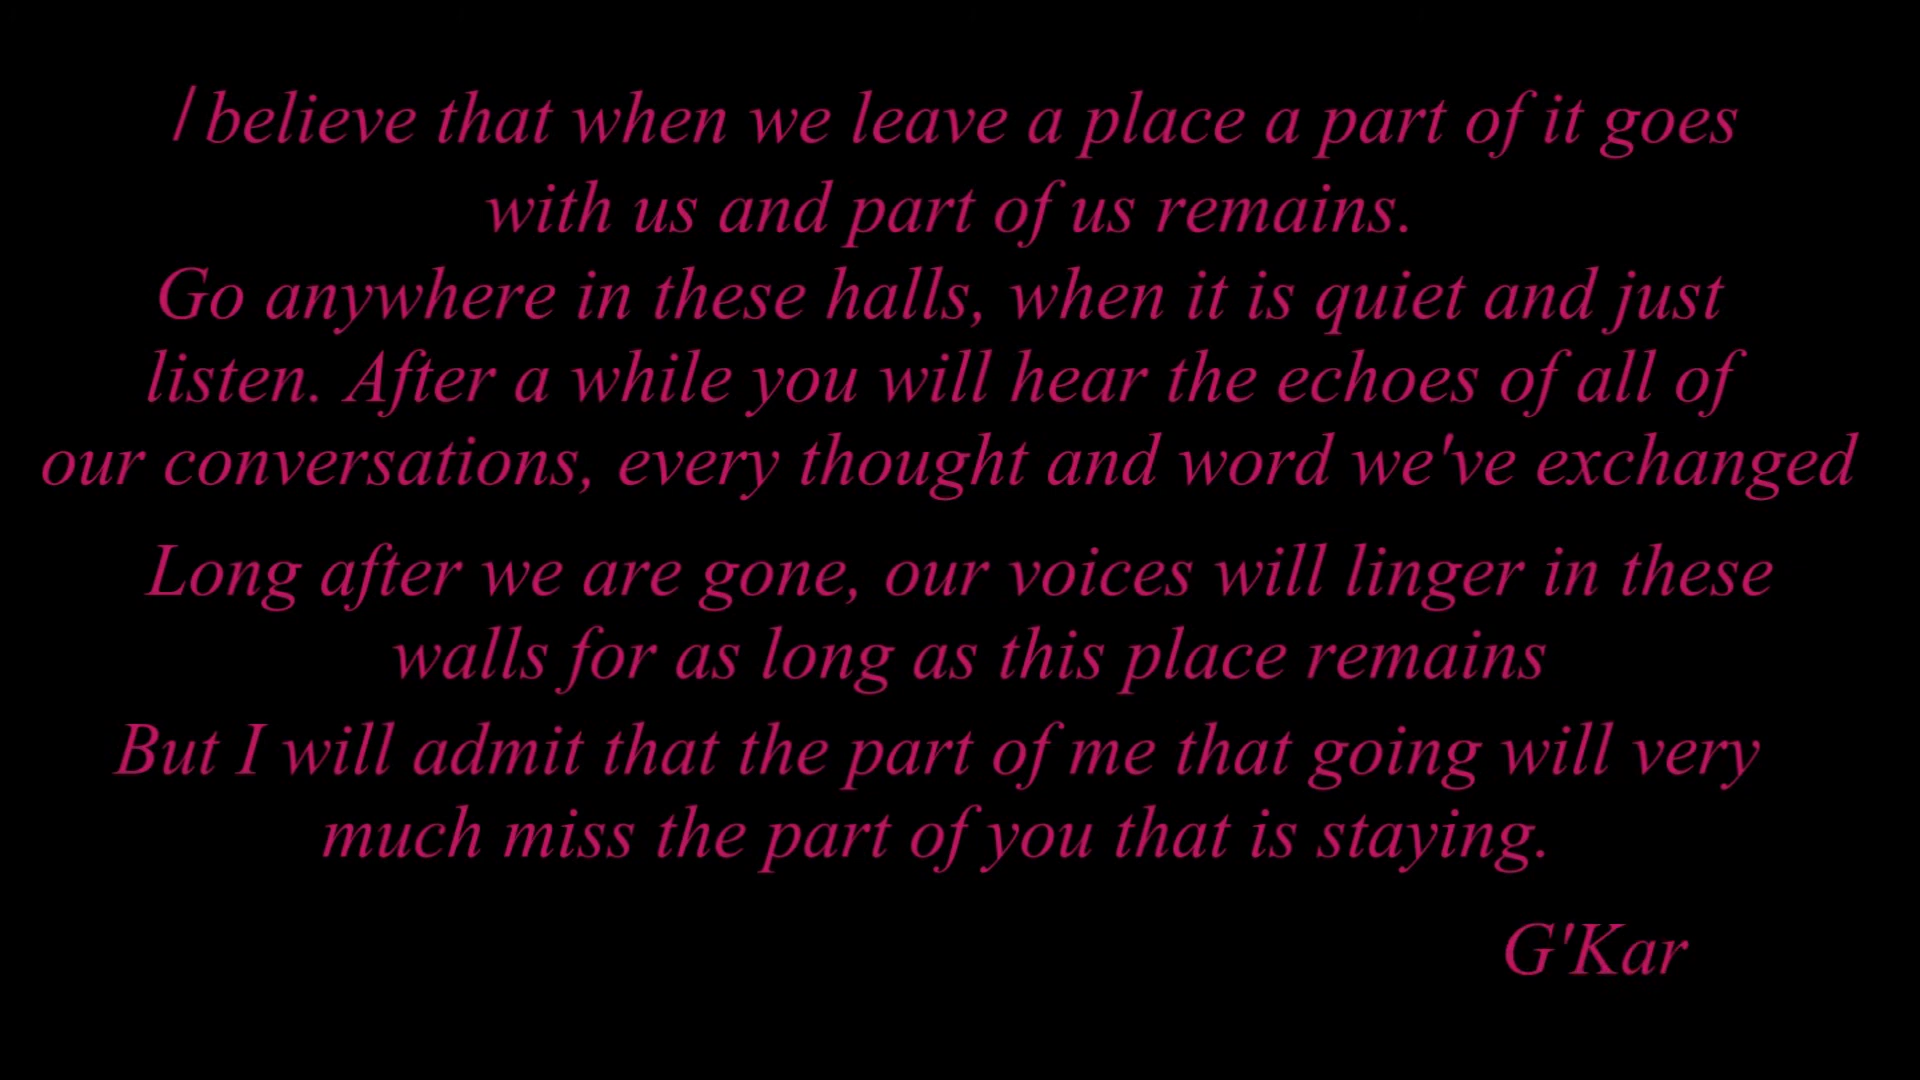 I believe that when we leave a place a part of it goes
with us and part of us remains.
Go anywhere in these halls, when it is quiet and just
listen. After a while you will hear the echoes of all of
our conversations, every thought and word we've exchanged
Long after we are gone, our voices will linger in these
walls for as long as this place remains
But I will admit that the part of me that going will very
much miss the part of you that is staying.
G'Kar